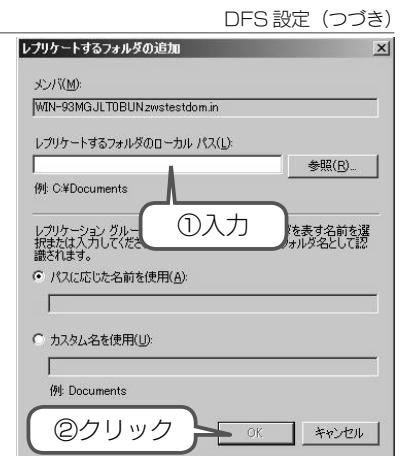 DFS 設定（つづき）
レプリケートするフォルダの追加
メンバ(M):
WIN-93MGJLT0BUN.zwstestdom.in
レプリケートするフォルダのローカル パス(L):
参照(R)...
例: C:¥Documents
①入力
レプリケーション グルー
を表す名前を選
択または入力してくださ
ォルダ名として認
識されます。
パスに応じた名前を使用(A):
カスタム名を使用(U):
例: Documents
②クリック
OK
キャンセル